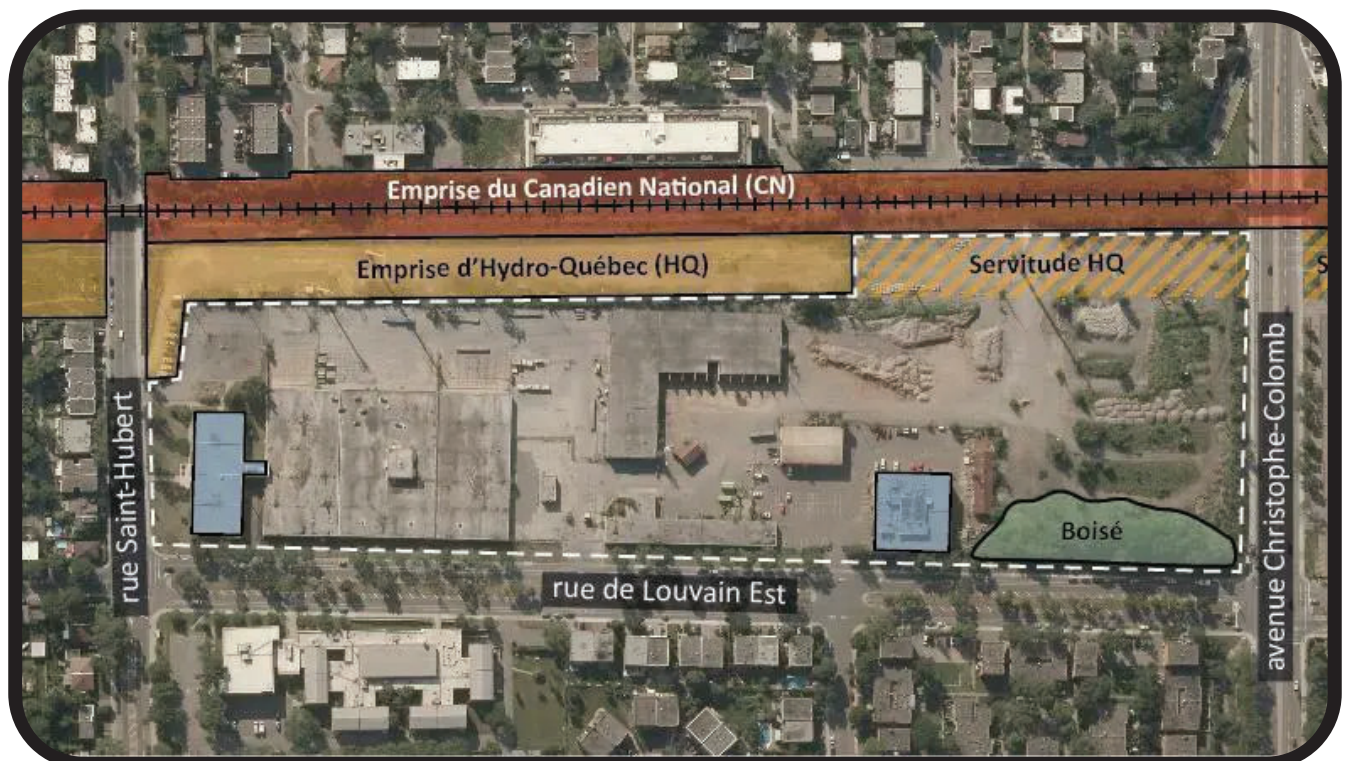 Emprise du Canadien National (CN)
Emprise d'Hydro-Québec (HQ)
Servitude HQ
S
rue Saint-Hubert
avenue Christophe-Colomb
Boisé
rue de Louvain Est